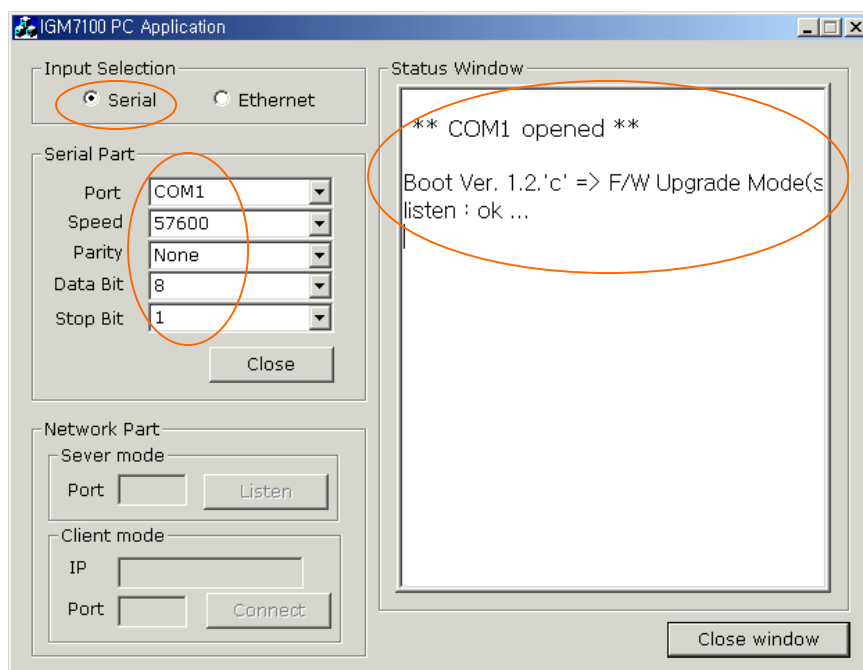 IGM7100 PC Application
Input Selection
Serial
Ethernet
Serial Part
Port COM1
Speed 57600
Parity None
Data Bit 8
Stop Bit 1
Close
Network Part
Sever mode
Port Listen
Client mode
IP
Port Connect
Status Window
** COM1 opened **
Boot Ver. 1.2.'c' => F/W Upgrade Mode(s
listen : ok ...
Close window